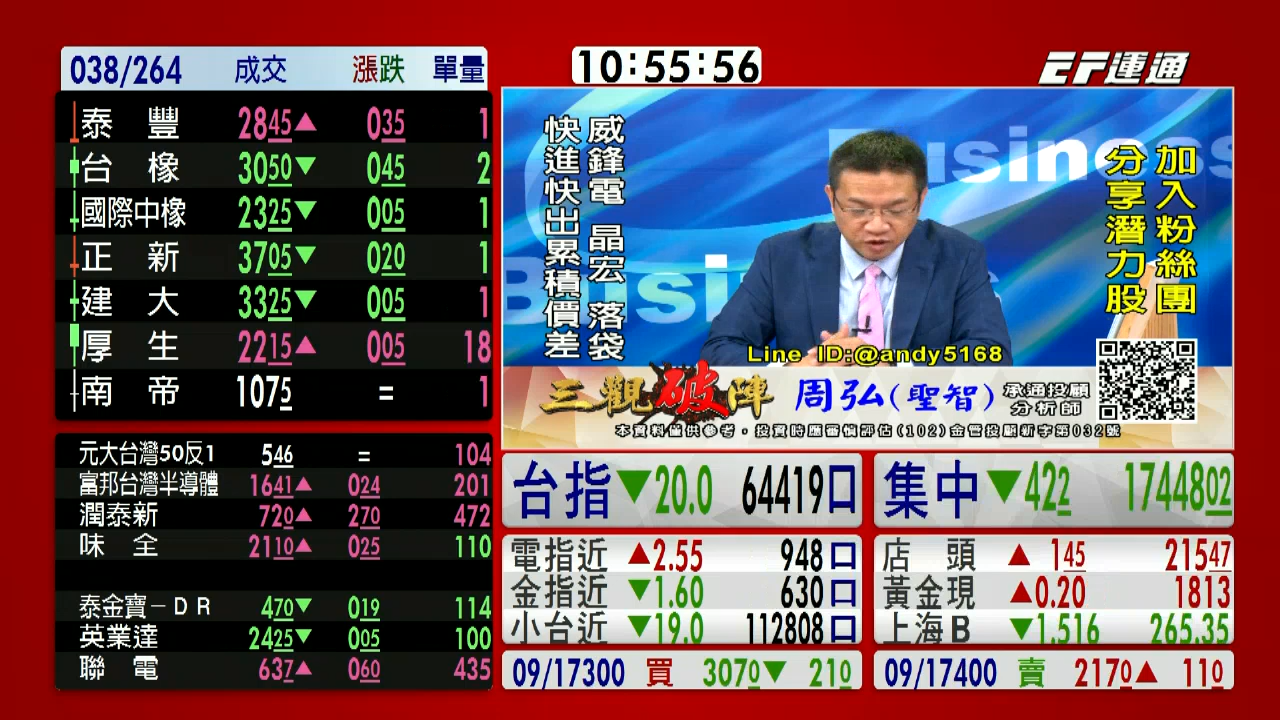 038/264 成交 漲跌 單量
泰豐 2845▲ 035 1
台橡 3050▼ 045 2
國際中橡 2325▼ 005 1
正新 3705▼ 020 1
建大 3325▼ 005 1
厚生 2215▲ 005 18
南帝 1075 = 1
元大台灣50反1 546 = 104
富邦台灣半導體 1641▲ 024 201
潤泰新 720▲ 270 472
味全 2110▲ 025 110
泰金寶-DR 470▼ 019 114
英業達 2425▼ 005 100
聯電 637▲ 060 435
10:55:56
EF運通
威鋒電 晶宏 落袋
快進快出累積價差
Business
Business
加入粉絲團
分享潛力股
Line ID:@andy5168
三觀破陣 周弘(聖智) 承通投顧
分析師
本資料僅供參考,投資時應審慎評估(102)金管投顧新字第032號
台指▼20.0 64419口
集中▼422 1744802
電指近▲2.55 948口
金指近▼1.60 630口
小台近▼19.0 112808口
店頭▲145 21547
黃金現▲0.20 1813
上海B▼1.516 265.35
09/17300 買 3070▼ 210
09/17400 賣 2170▲ 110